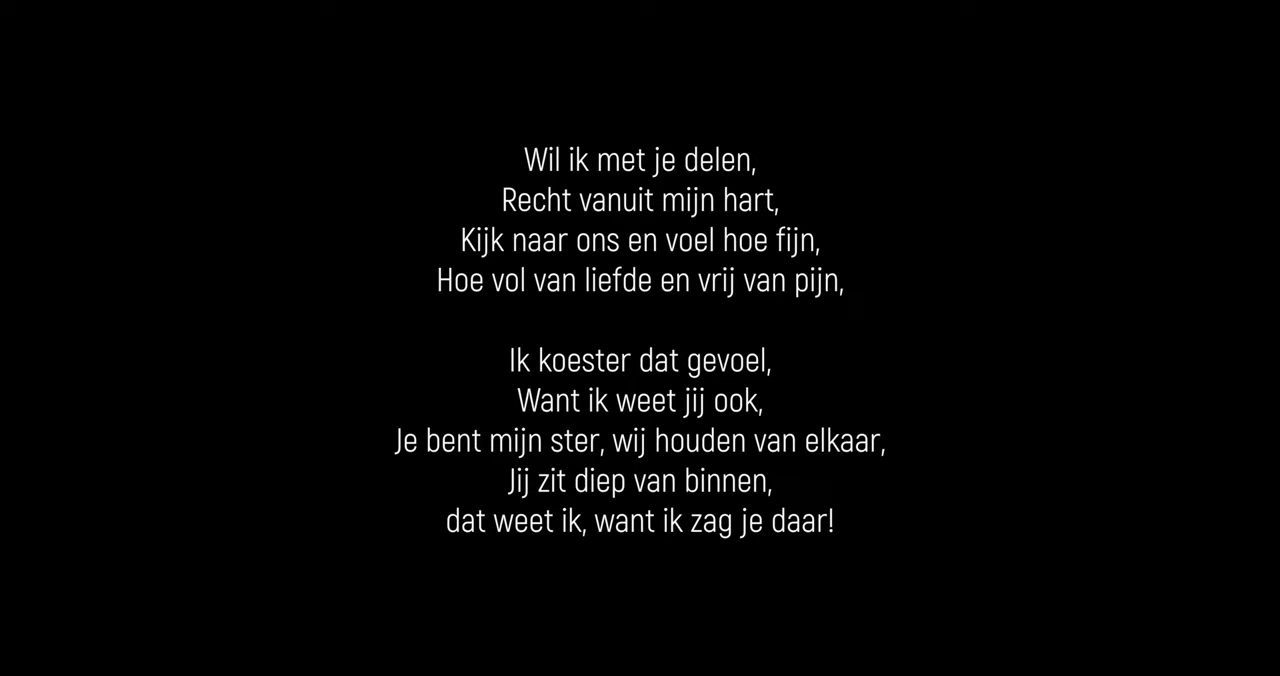 Wil ik met je delen,
Recht vanuit mijn hart,
Kijk naar ons en voel hoe fijn,
Hoe vol van liefde en vrij van pijn,

Ik koester dat gevoel,
Want ik weet jij ook,
Je bent mijn ster, wij houden van elkaar,
Jij zit diep van binnen,
dat weet ik, want ik zag je daar!